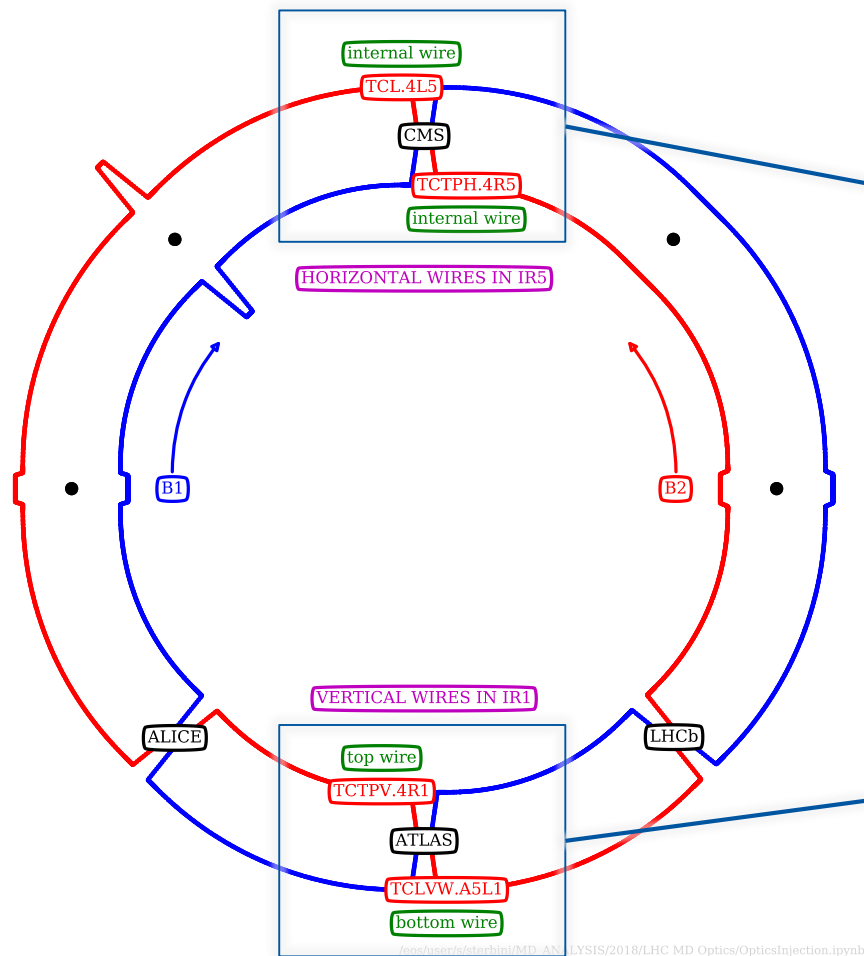 internal wire
TCL.4L5
CMS
TCTPH.4R5
internal wire
HORIZONTAL WIRES IN IR5
B1
B2
VERTICAL WIRES IN IR1
ALICE
LHCb
top wire
TCTPV.4R1
ATLAS
TCLVW.A5L1
bottom wire
/eos/user/s/sterbini/MD_ANALYSIS/2018/LHC MD Optics/OpticsInjection.ipynb